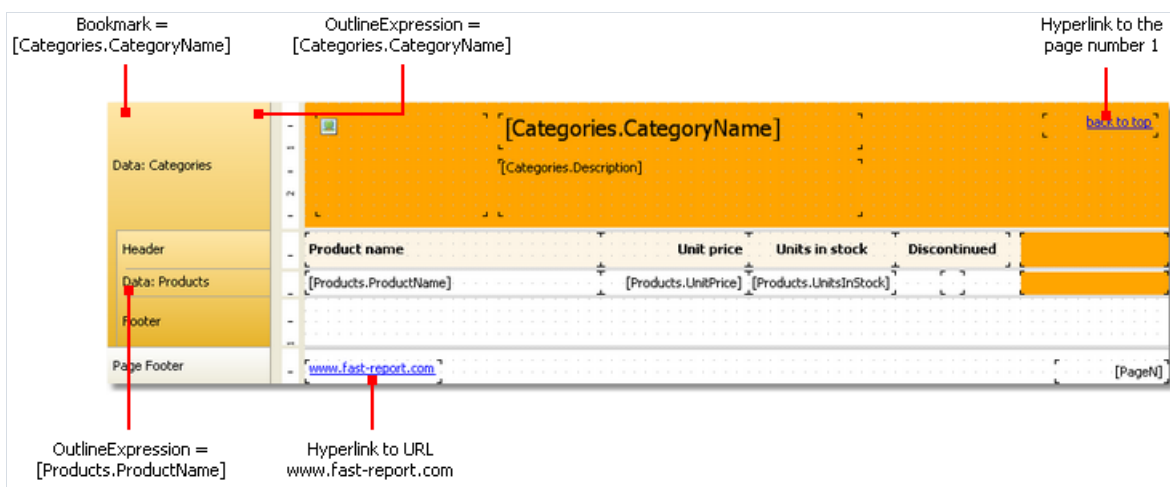 Bookmark =
[Categories.CategoryName]
OutlineExpression =
[Categories.CategoryName]
Hyperlink to the
page number 1
[Categories.CategoryName]
back to top
Data: Categories
[Categories.Description]
2
Header
Product name
Unit price
Units in stock
Discontinued
Data: Products
[Products.ProductName]
[Products.UnitPrice]
[Products.UnitsInStock]
Footer
Page Footer
www.fast-report.com
[PageN]
OutlineExpression =
[Products.ProductName]
Hyperlink to URL
www.fast-report.com